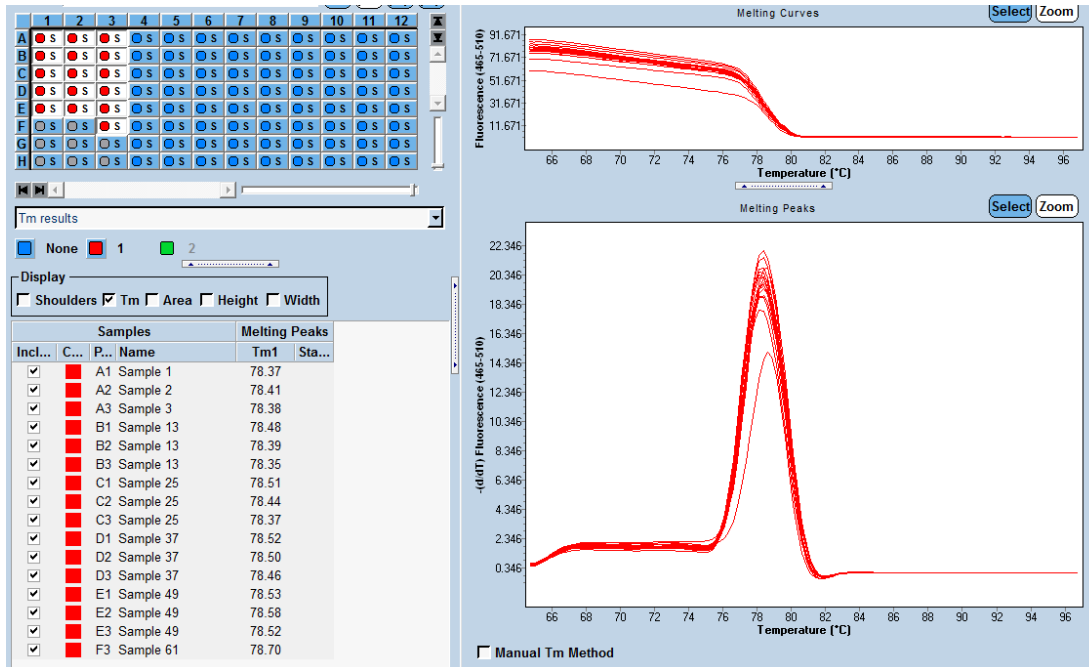 1 2 3 4 5 6 7 8 9 10 11 12
A S S S S S S S S S S S S
B S S S S S S S S S S S S
C S S S S S S S S S S S S
D S S S S S S S S S S S S
E S S S S S S S S S S S S
F S S S S S S S S S S S S
G S S S S S S S S S S S S
H S S S S S S S S S S S S
Tm results
None 1 2
Display
Shoulders Tm Area Height Width
Samples Melting Peaks
Incl... C... P... Name Tm1 Sta...
A1 Sample 1 78.37
A2 Sample 2 78.41
A3 Sample 3 78.38
B1 Sample 13 78.48
B2 Sample 13 78.39
B3 Sample 13 78.35
C1 Sample 25 78.51
C2 Sample 25 78.44
C3 Sample 25 78.37
D1 Sample 37 78.52
D2 Sample 37 78.50
D3 Sample 37 78.46
E1 Sample 49 78.53
E2 Sample 49 78.58
E3 Sample 49 78.52
F3 Sample 61 78.70
Melting Curves
Select Zoom
Fluorescence (465-510)
91.671
71.671
51.671
31.671
11.671
66 68 70 72 74 76 78 80 82 84 86 88 90 92 94 96
Temperature (°C)
Melting Peaks
Select Zoom
-(d/dT) Fluorescence (465-510)
22.346
20.346
18.346
16.346
14.346
12.346
10.346
8.346
6.346
4.346
2.346
0.346
66 68 70 72 74 76 78 80 82 84 86 88 90 92 94 96
Temperature (°C)
Manual Tm Method